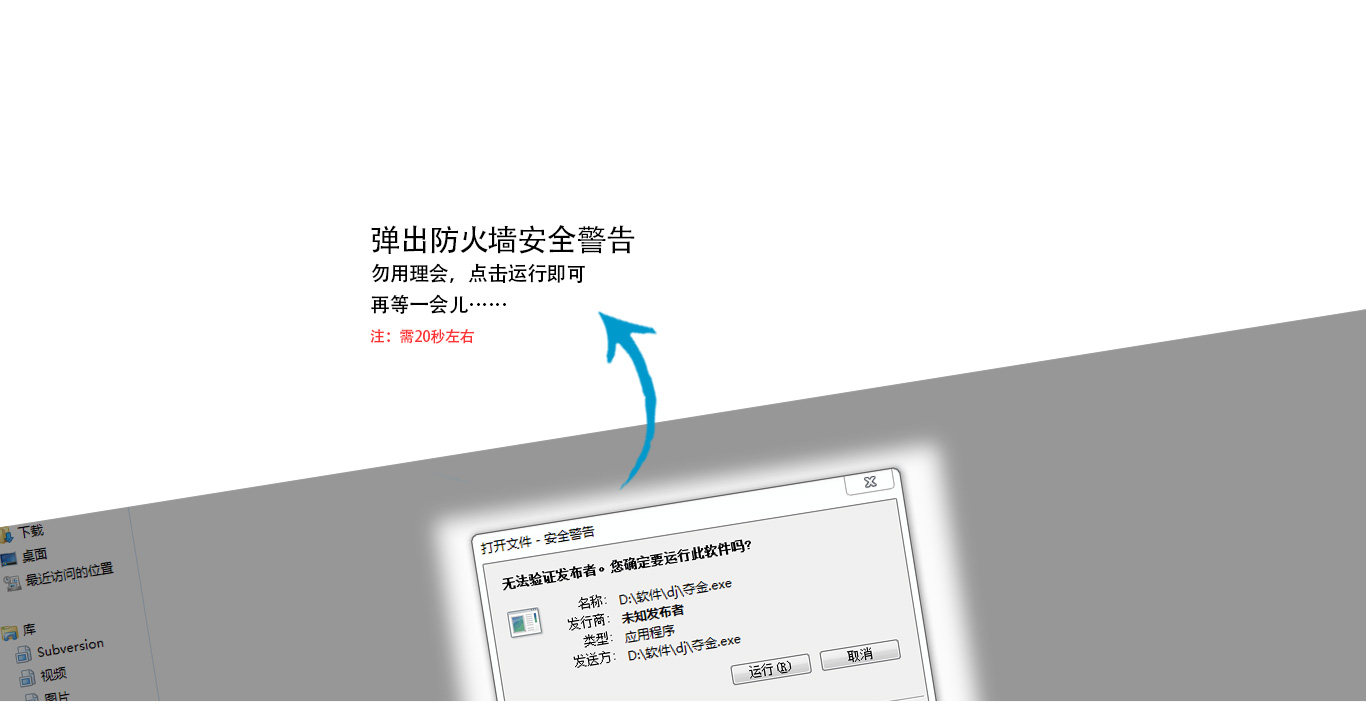 弹出防火墙安全警告
勿用理会，点击运行即可
再等一会儿……
注：需20秒左右
下载
桌面
最近访问的位置
库
Subversion
视频
图片
打开文件 - 安全警告
无法验证发布者。您确定要运行此软件吗?
名称： D:\软件\dj\夺金.exe
发行商： 未知发布者
类型： 应用程序
发送方： D:\软件\dj\夺金.exe
运行(R)
取消